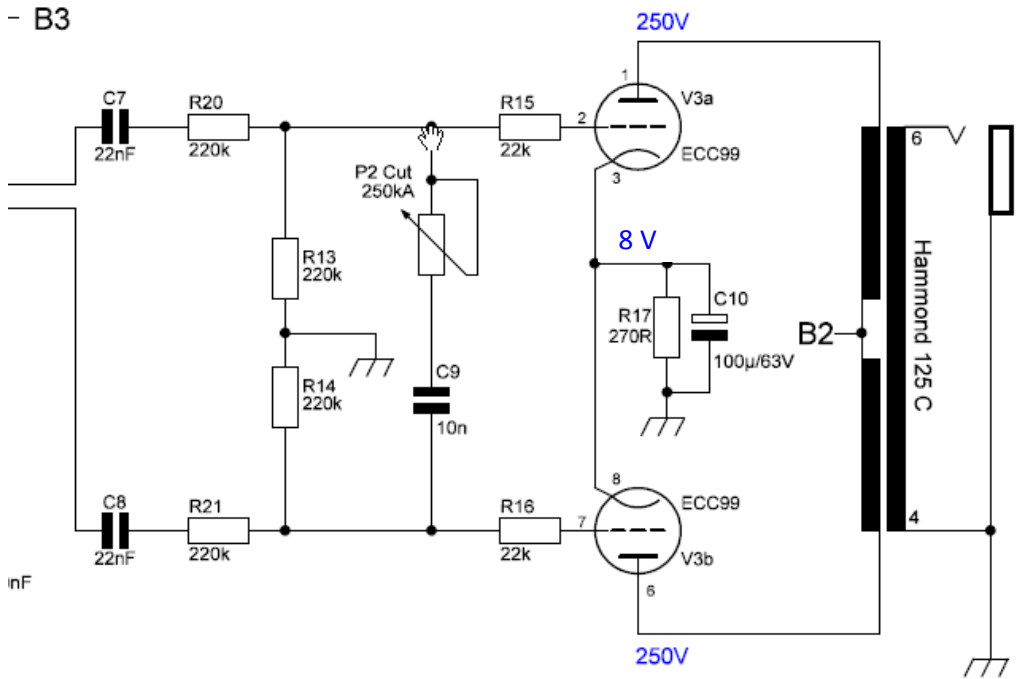 – B3
250V
C7
22nF
R20
220k
R15
22k
2
1
V3a
ECC99
3
P2 Cut
250kA
6
R13
220k
8 V
R17
270R
C10
100µ/63V
B2
Hammond 125 C
R14
220k
C9
10n
C8
22nF
R21
220k
R16
22k
7
8
ECC99
V3b
6
4
nF
250V